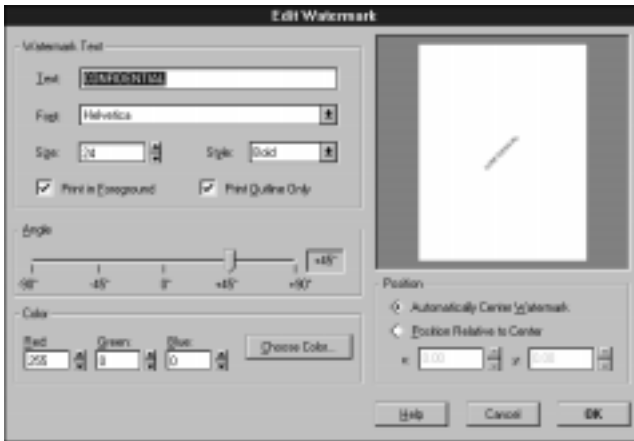 Edit Watermark
Watermark Text
Text: CONFIDENTIAL
Font: Helvetica
Size: 24 Style: Bold
Print in Foreground Print Outline Only
Angle
+45°
-90° -45° 0° +45° +90°
Color
Red: Green: Blue:
255 0 0 Choose Color...
Position
Automatically Center Watermark
Position Relative to Center
x: 0.00 y: 0.00
Help Cancel OK